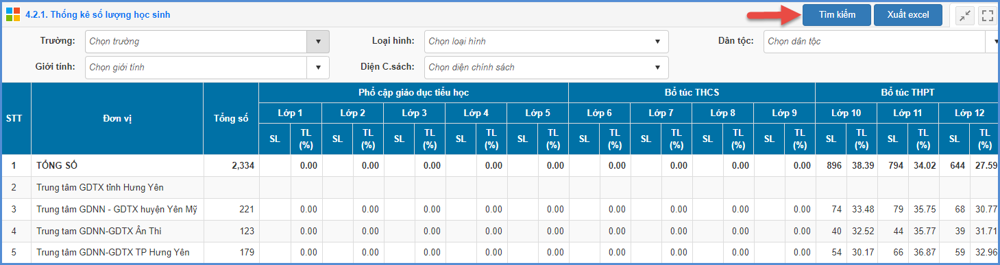 4.2.1. Thống kê số lượng học sinh Tìm kiếm Xuất excel
Trường: Chọn trường Loại hình: Chọn loại hình Dân tộc: Chọn dân tộc
Giới tính: Chọn giới tính Diện C.sách: Chọn diện chính sách
STT Đơn vị Tổng số Phổ cập giáo dục tiểu học Bổ túc THCS Bổ túc THPT
Lớp 1 Lớp 2 Lớp 3 Lớp 4 Lớp 5 Lớp 6 Lớp 7 Lớp 8 Lớp 9 Lớp 10 Lớp 11 Lớp 12
SL TL (%) SL TL (%) SL TL (%) SL TL (%) SL TL (%) SL TL (%) SL TL (%) SL TL (%) SL TL (%) SL TL (%) SL TL (%) SL TL (%)
1 TỔNG SỐ 2,334 0.00 0.00 0.00 0.00 0.00 0.00 0.00 0.00 0.00 896 38.39 794 34.02 644 27.59
2 Trung tâm GDTX tỉnh Hưng Yên
3 Trung tâm GDNN - GDTX huyện Yên Mỹ 221 0.00 0.00 0.00 0.00 0.00 0.00 0.00 0.00 0.00 74 33.48 79 35.75 68 30.77
4 Trung tam GDNN-GDTX Ân Thi 123 0.00 0.00 0.00 0.00 0.00 0.00 0.00 0.00 0.00 40 32.52 44 35.77 39 31.71
5 Trung tâm GDNN-GDTX TP Hưng Yên 179 0.00 0.00 0.00 0.00 0.00 0.00 0.00 0.00 0.00 54 30.17 66 36.87 59 32.96